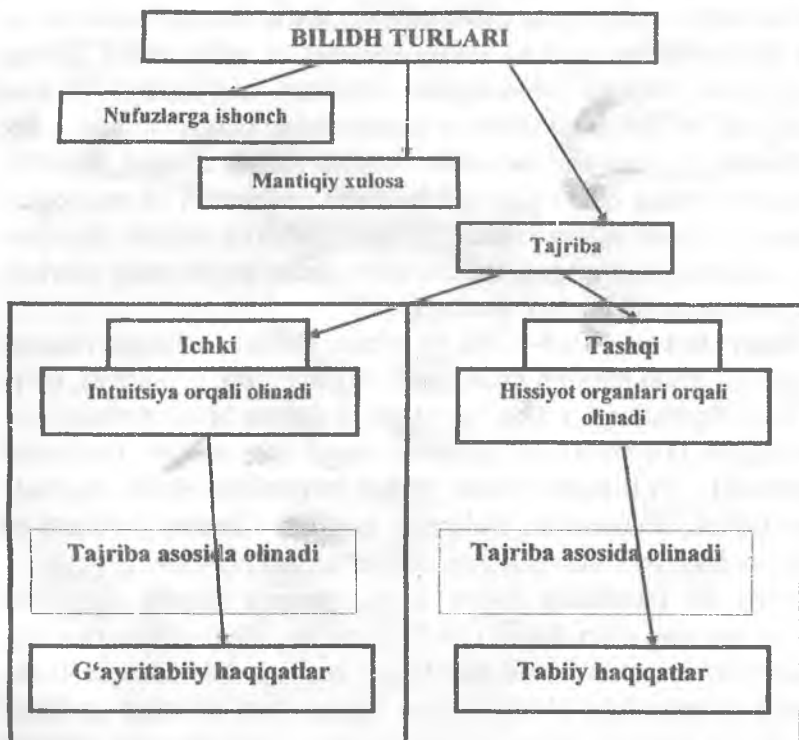 BILIDH TURLARI
Nufuzlarga ishonch
Mantiqiy xulosa
Tajriba
Ichki
Intuitsiya orqali olinadi
Tajriba asosida olinadi
G‘ayritabiiy haqiqatlar
Tashqi
Hissiyot organlari orqali
olinadi
Tajriba asosida olinadi
Tabiiy haqiqatlar